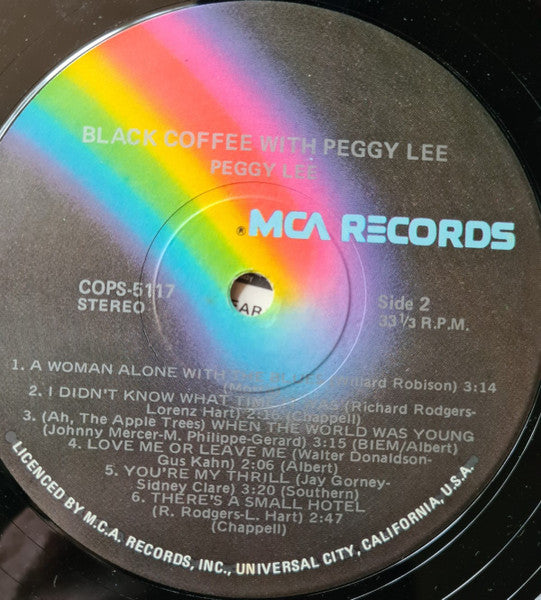 BLACK COFFEE WITH PEGGY LEE
PEGGY LEE
® MCA RECORDS
COPS-5117
STEREO
EAR
Side 2
33 1/3 R.P.M.
1. A WOMAN ALONE WITH THE BLUES (Willard Robison) 3:14
2. I DIDN'T KNOW WHAT (Richard Rodgers-
Lorenz Hart) 2:16 (Chappell)
3. (Ah, The Apple Trees) WHEN THE WORLD WAS YOUNG
(Johnny Mercer-M. Philippe-Gerard) 3:15 (BIEM/Albert)
4. LOVE ME OR LEAVE ME (Walter Donaldson-
Gus Kahn) 2:06 (Albert)
5. YOU'RE MY THRILL (Jay Gorney-
Sidney Clare) 3:20 (Southern)
6. THERE'S A SMALL HOTEL
(R. Rodgers-L. Hart) 2:47
(Chappell)
LICENCED BY M.C.A. RECORDS, INC., UNIVERSAL CITY, CALIFORNIA, U.S.A.